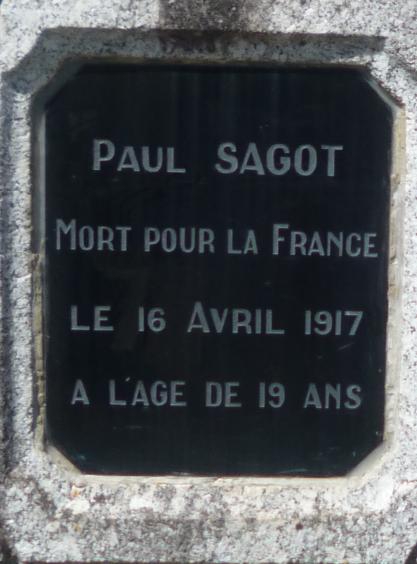 PAUL SAGOT
MORT POUR LA FRANCE
LE 16 AVRIL 1917
A L'AGE DE 19 ANS